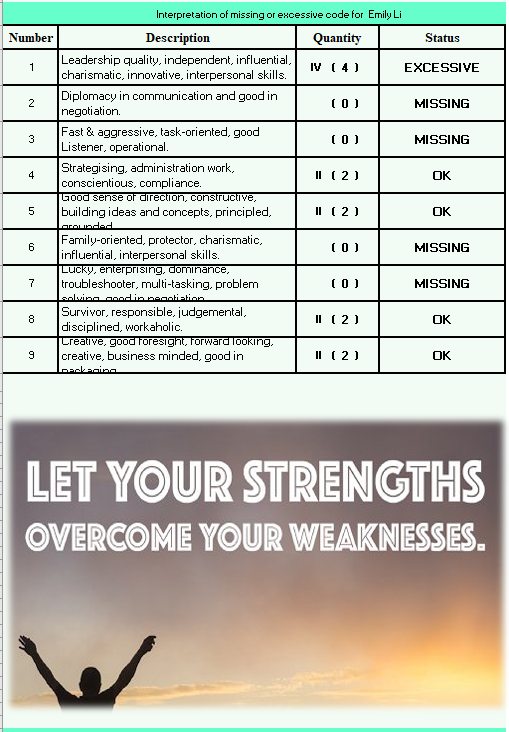 Interpretation of missing or excessive code for Emily Li
Number Description Quantity Status
1 Leadership quality, independent, influential, charismatic, innovative, interpersonal skills. IV ( 4 ) EXCESSIVE
2 Diplomacy in communication and good in negotiation. ( 0 ) MISSING
3 Fast & aggressive, task-oriented, good Listener, operational. ( 0 ) MISSING
4 Strategising, administration work, conscientious, compliance. II ( 2 ) OK
5 Good sense of direction, constructive, building ideas and concepts, principled, grounded II ( 2 ) OK
6 Family-oriented, protector, charismatic, influential, interpersonal skills. ( 0 ) MISSING
7 Lucky, enterprising, dominance, troubleshooter, multi-tasking, problem solving, good in negotiation ( 0 ) MISSING
8 Survivor, responsible, judgemental, disciplined, workaholic. II ( 2 ) OK
9 Creative, good foresight, forward looking, creative, business minded, good in packaging II ( 2 ) OK
LET YOUR STRENGTHS
OVERCOME YOUR WEAKNESSES.